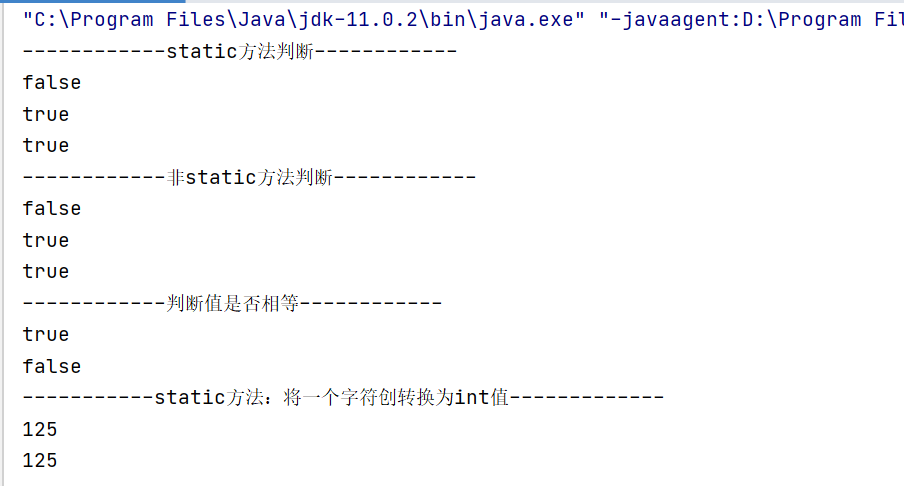 "C:\Program Files\Java\jdk-11.0.2\bin\java.exe" "-javaagent:D:\Program Fil
------------static方法判断------------
false
true
true
------------非static方法判断------------
false
true
true
------------判断值是否相等------------
true
false
-----------static方法：将一个字符创转换为int值-------------
125
125